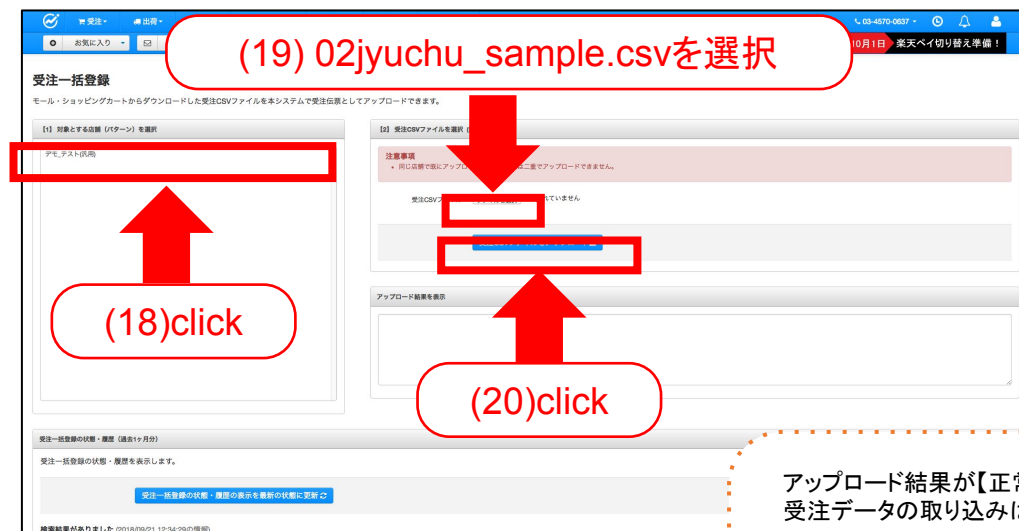 受注
出荷
03-4570-0637
お気に入り
10月1日 楽天ペイ切り替え準備！
(19) 02jyuchu_sample.csvを選択
受注一括登録
モール・ショッピングカートからダウンロードした受注CSVファイルを本システムで受注伝票としてアップロードできます。
[1] 対象とする店舗（パターン）を選択
デモ_テスト(汎用)
(18)click
[2] 受注CSVファイルを選択
注意事項
同じ店舗で既にアップロ
二重でアップロードできません。
受注CSVフ
れていません
アップロード結果を表示
(20)click
受注一括登録の状態・履歴（過去1ヶ月分）
受注一括登録の状態・履歴を表示します。
受注一括登録の状態・履歴の表示を最新の状態に更新
検索結果がありました (2018/09/21 12:34:29の情報)
アップロード結果が【正常
受注データの取り込みは